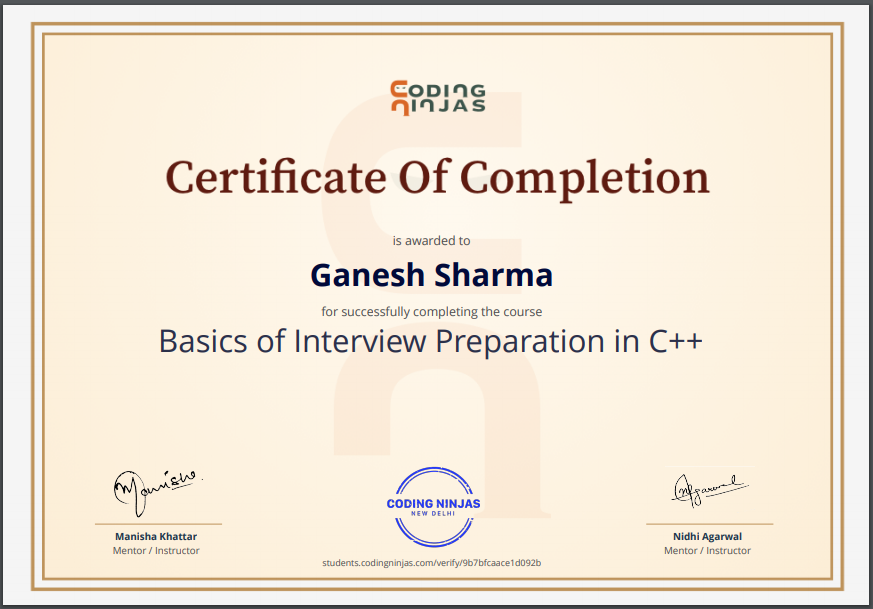 CODING
NINJAS
Certificate Of Completion
is awarded to
Ganesh Sharma
for successfully completing the course
Basics of Interview Preparation in C++
Manisha
CODING NINJAS
NEW DELHI
NAgarwal
Manisha Khattar
Mentor / Instructor
Nidhi Agarwal
Mentor / Instructor
students.codingninjas.com/verify/9b7bfcaace1d092b